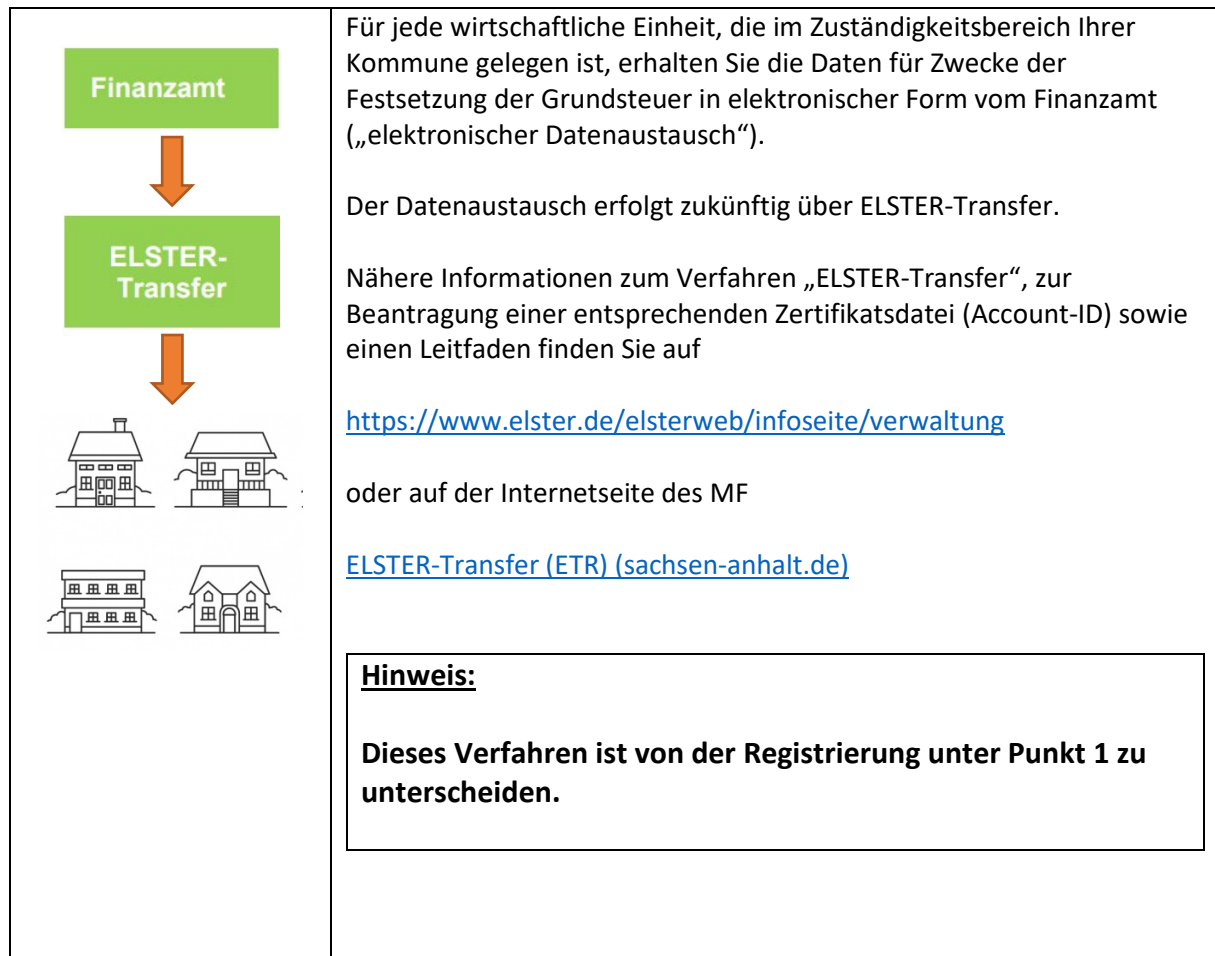 Finanzamt
ELSTER-
Transfer
Für jede wirtschaftliche Einheit, die im Zuständigkeitsbereich Ihrer
Kommune gelegen ist, erhalten Sie die Daten für Zwecke der
Festsetzung der Grundsteuer in elektronischer Form vom Finanzamt
(„elektronischer Datenaustausch“).
Der Datenaustausch erfolgt zukünftig über ELSTER-Transfer.
Nähere Informationen zum Verfahren „ELSTER-Transfer“, zur
Beantragung einer entsprechenden Zertifikatsdatei (Account-ID) sowie
einen Leitfaden finden Sie auf
https://www.elster.de/elsterweb/infoseite/verwaltung
oder auf der Internetseite des MF
ELSTER-Transfer (ETR) (sachsen-anhalt.de)
Hinweis:
Dieses Verfahren ist von der Registrierung unter Punkt 1 zu
unterscheiden.